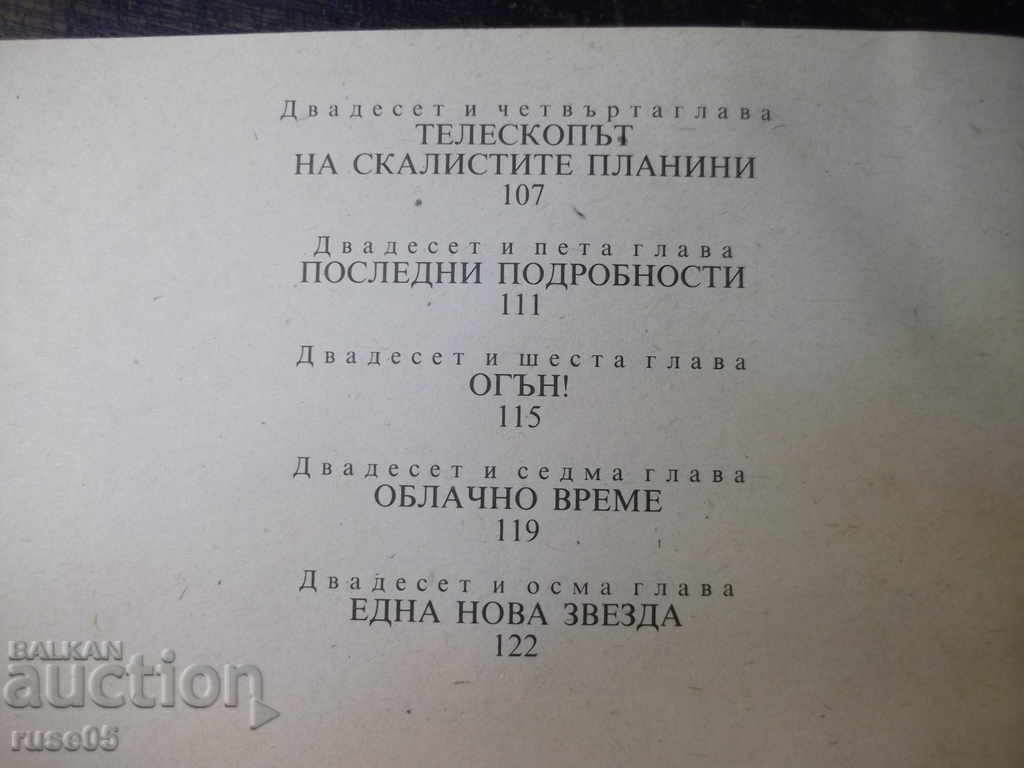 Двадесет и четвъртаглава
ТЕЛЕСКОПЪТ
НА СКАЛИСТИТЕ ПЛАНИНИ
107
Двадесет и пета глава
ПОСЛЕДНИ ПОДРОБНОСТИ
111
Двадесет и шеста глава
ОГЪН!
115
Двадесет и седма глава
ОБЛАЧНО ВРЕМЕ
119
Двадесет и осма глава
ЕДНА НОВА ЗВЕЗДА
122
BALKAN
auction
ruse05